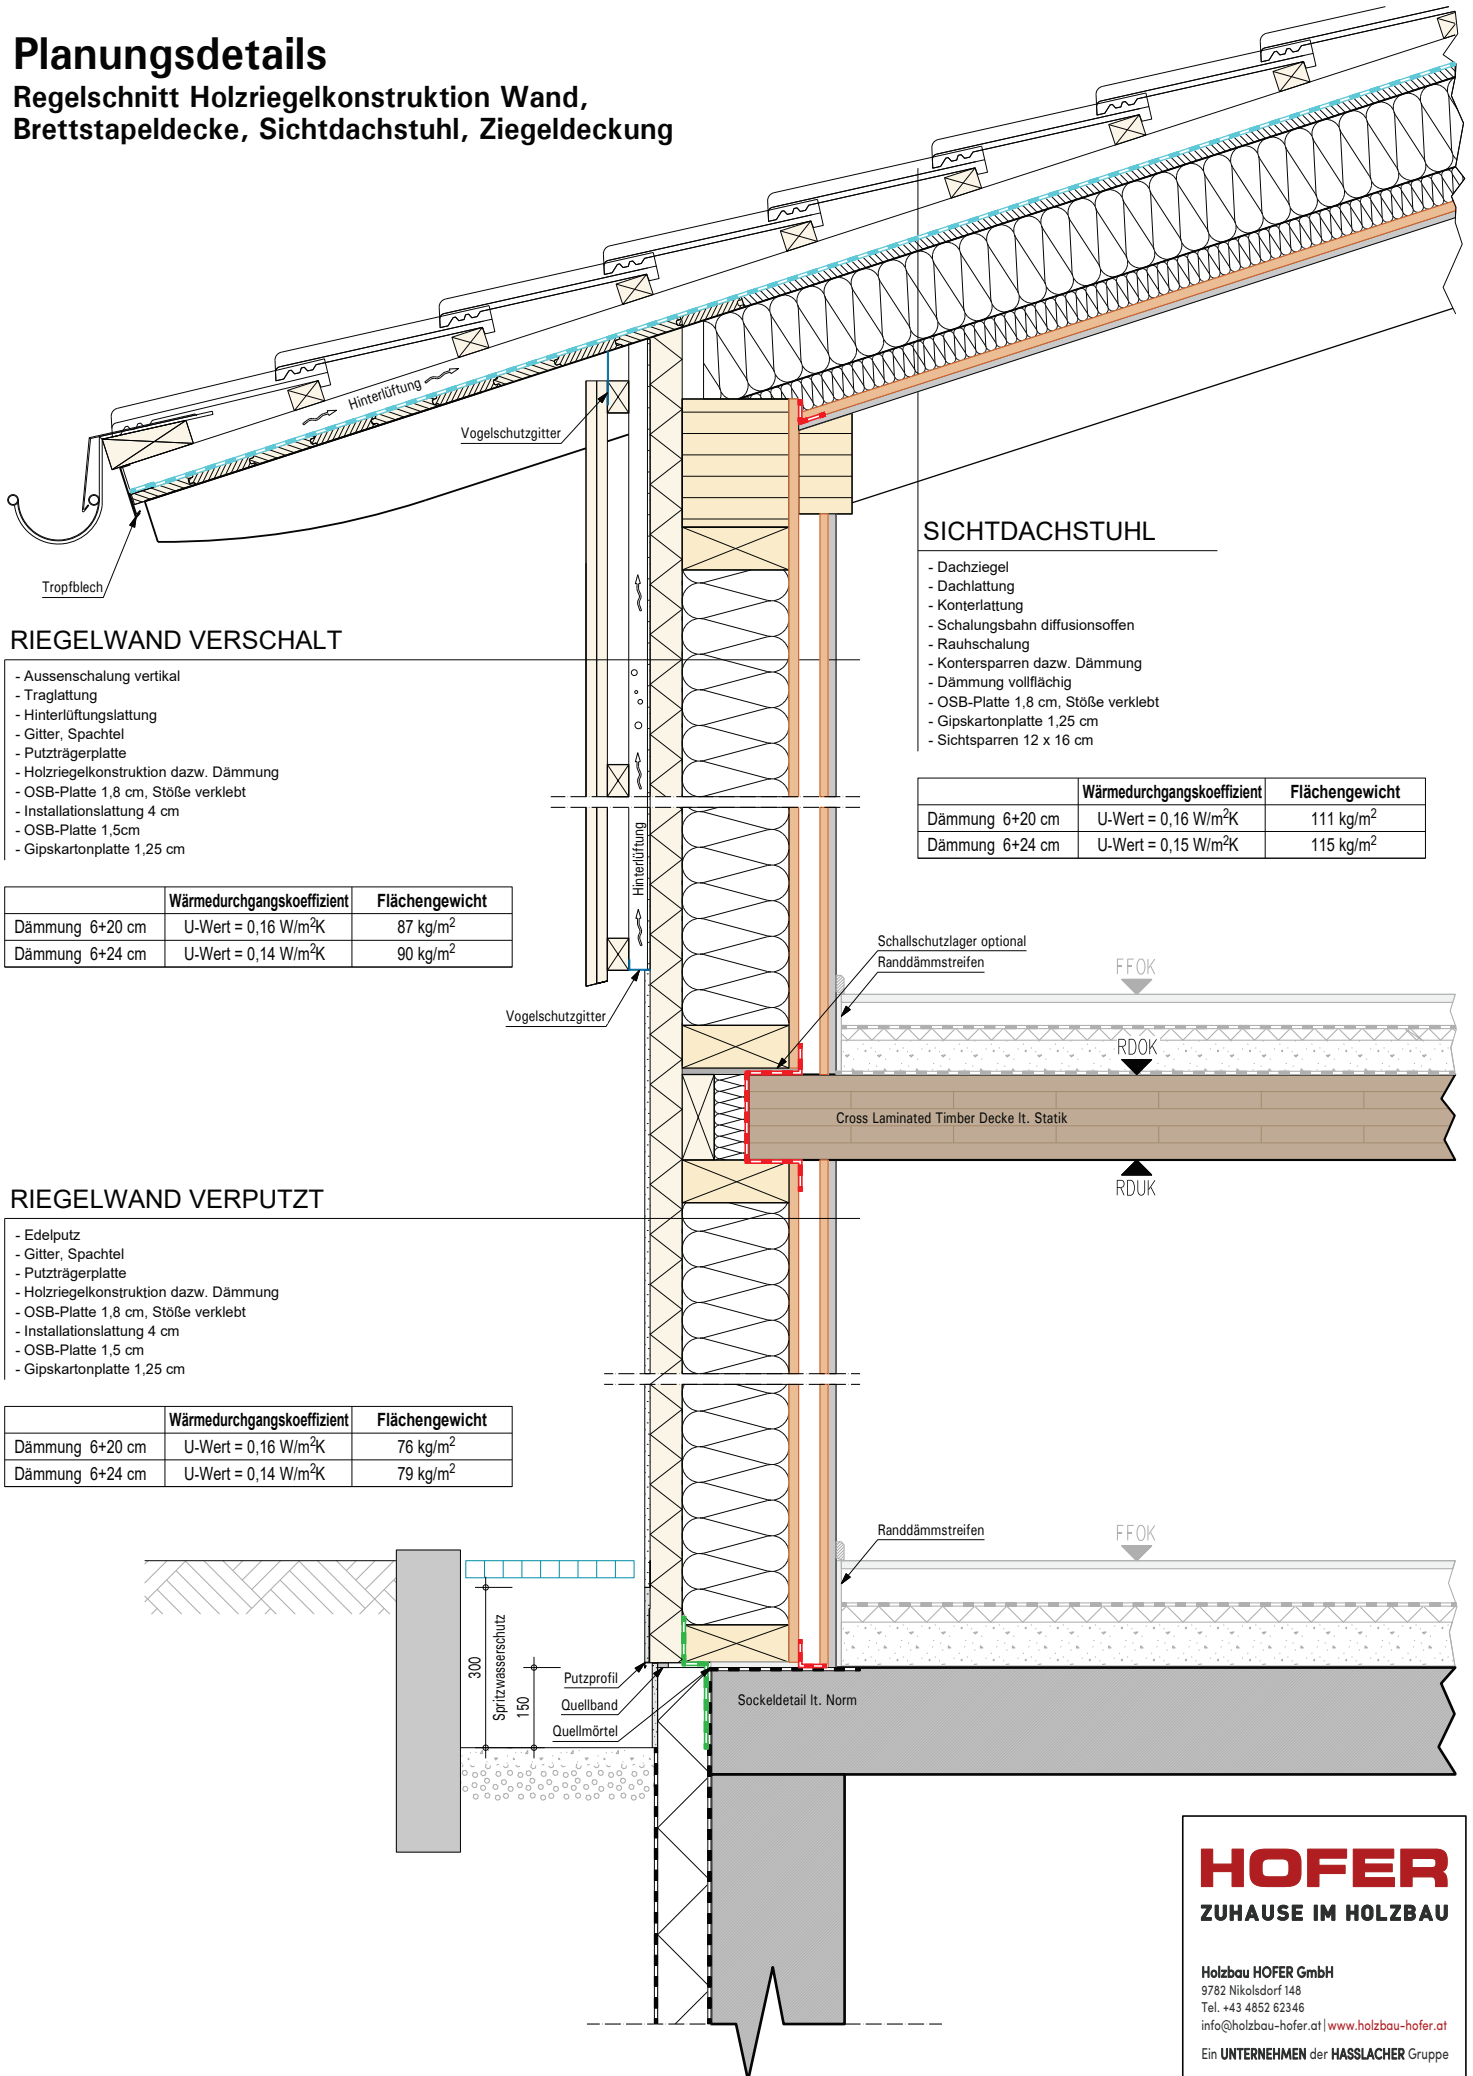 Planungsdetails
Regelschnitt Holzriegelkonstruktion Wand,
Brettstapeldecke, Sichtdachstuhl, Ziegeldeckung
Hinterlüftung
Vogelschutzgitter
Tropfblech
SICHTDACHSTUHL
- Dachziegel
- Dachlattung
- Konterlattung
- Schalungsbahn diffusionsoffen
- Rauhschalung
- Kontersparren dazw. Dämmung
- Dämmung vollflächig
- OSB-Platte 1,8 cm, Stöße verklebt
- Gipskartonplatte 1,25 cm
- Sichtsparren 12 x 16 cm
Wärmedurchgangskoeffizient Flächengewicht
Dämmung 6+20 cm U-Wert = 0,16 W/m²K 111 kg/m²
Dämmung 6+24 cm U-Wert = 0,15 W/m²K 115 kg/m²
RIEGELWAND VERSCHALT
- Aussenschalung vertikal
- Traglattung
- Hinterlüftungslattung
- Gitter, Spachtel
- Putzträgerplatte
- Holzriegelkonstruktion dazw. Dämmung
- OSB-Platte 1,8 cm, Stöße verklebt
- Installationslattung 4 cm
- OSB-Platte 1,5cm
- Gipskartonplatte 1,25 cm
Wärmedurchgangskoeffizient Flächengewicht
Dämmung 6+20 cm U-Wert = 0,16 W/m²K 87 kg/m²
Dämmung 6+24 cm U-Wert = 0,14 W/m²K 90 kg/m²
Hinterlüftung
Vogelschutzgitter
Schallschutzlager optional
Randdämmstreifen
FFOK
RDOK
Cross Laminated Timber Decke lt. Statik
RDUK
RIEGELWAND VERPUTZT
- Edelputz
- Gitter, Spachtel
- Putzträgerplatte
- Holzriegelkonstruktion dazw. Dämmung
- OSB-Platte 1,8 cm, Stöße verklebt
- Installationslattung 4 cm
- OSB-Platte 1,5 cm
- Gipskartonplatte 1,25 cm
Wärmedurchgangskoeffizient Flächengewicht
Dämmung 6+20 cm U-Wert = 0,16 W/m²K 76 kg/m²
Dämmung 6+24 cm U-Wert = 0,14 W/m²K 79 kg/m²
Randdämmstreifen
FFOK
300
Spritzwasserschutz
150
Putzprofil
Quellband
Quellmörtel
Sockeldetail lt. Norm
HOFER
ZUHAUSE IM HOLZBAU
Holzbau HOFER GmbH
9782 Nikolsdorf 148
Tel. +43 4852 62346
info@holzbau-hofer.at | www.holzbau-hofer.at
Ein UNTERNEHMEN der HASSLACHER Gruppe